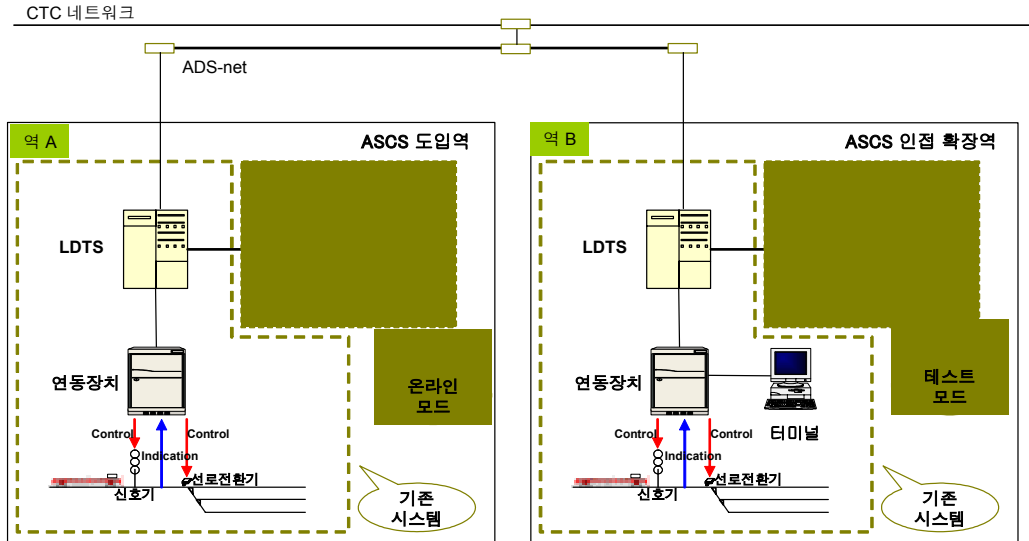 CTC 네트워크
ADS-net
역 A
ASCS 도입역
LDTS
연동장치
온라인
모드
Control
Control
Indication
신호기
선로전환기
기존
시스템
역 B
ASCS 인접 확장역
LDTS
연동장치
터미널
테스트
모드
Control
Control
Indication
신호기
선로전환기
기존
시스템